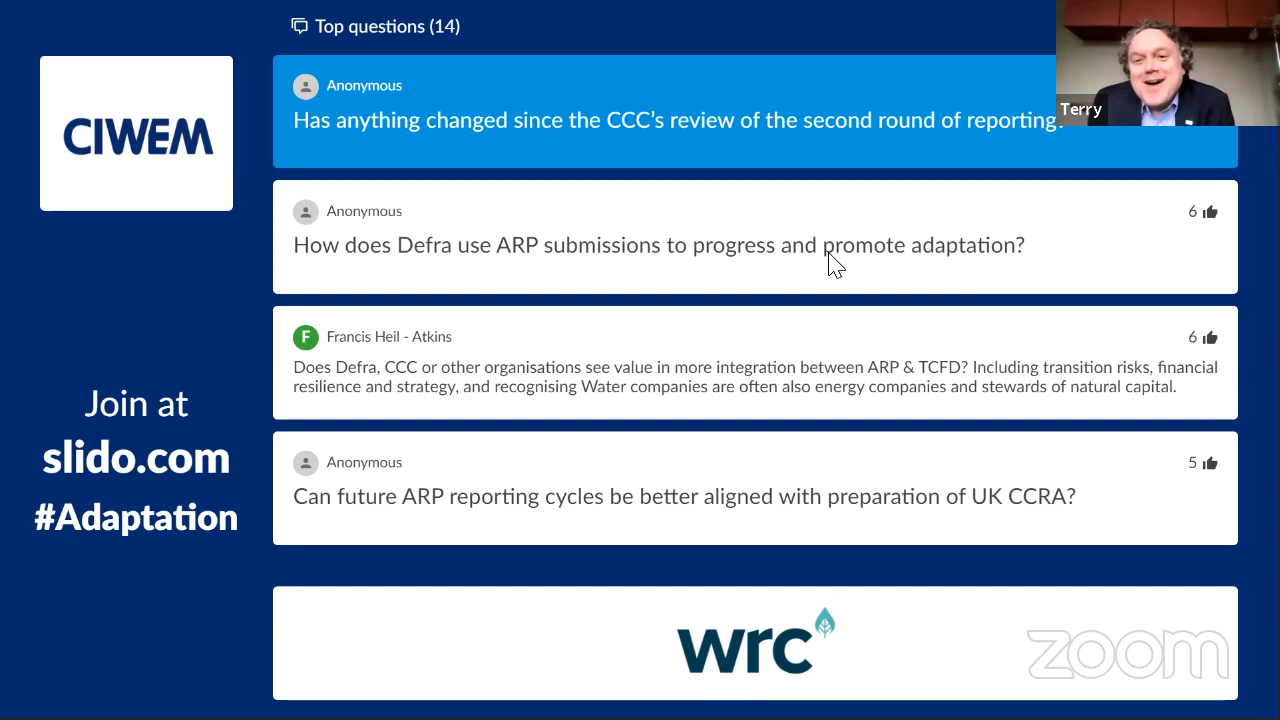 Top questions (14)
Terry
CIWEM
Anonymous
Has anything changed since the CCC's review of the second round of reporting?
Anonymous
6
How does Defra use ARP submissions to progress and promote adaptation?
F
Francis Heil - Atkins
6
Does Defra, CCC or other organisations see value in more integration between ARP & TCFD? Including transition risks, financial
resilience and strategy, and recognising Water companies are often also energy companies and stewards of natural capital.
Join at
slido.com
#Adaptation
Anonymous
5
Can future ARP reporting cycles be better aligned with preparation of UK CCRA?
wrc
zoom